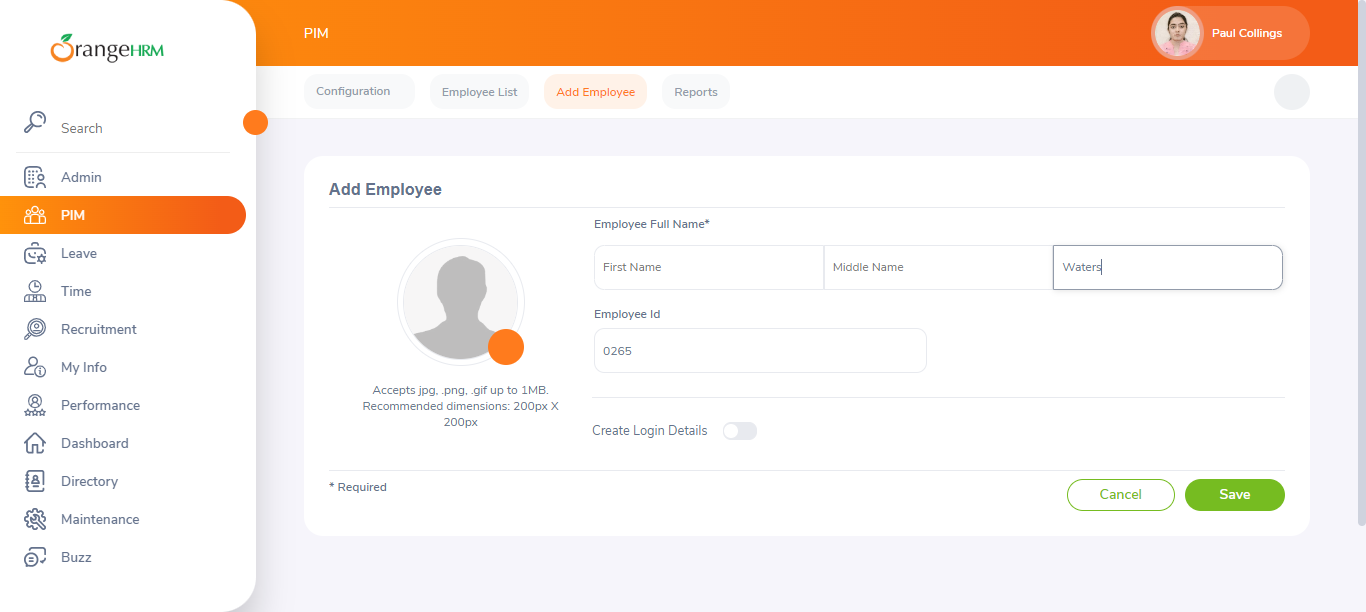 OrangeHRM
PIM
Paul Collings
Configuration
Employee List
Add Employee
Reports
Search
Admin
PIM
Leave
Time
Recruitment
My Info
Performance
Dashboard
Directory
Maintenance
Buzz
Add Employee
Employee Full Name*
First Name
Middle Name
Waters
Employee Id
0265
Accepts jpg, .png, .gif up to 1MB.
Recommended dimensions: 200px X
200px
Create Login Details
* Required
Cancel
Save